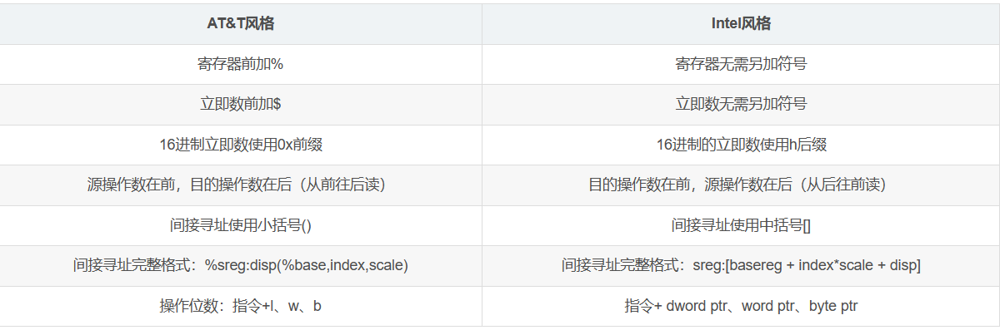 AT&T风格 Intel风格
寄存器前加% 寄存器无需另加符号
立即数前加$ 立即数无需另加符号
16进制立即数使用0x前缀 16进制的立即数使用h后缀
源操作数在前，目的操作数在后（从前往后读） 目的操作数在前，源操作数在后（从后往前读）
间接寻址使用小括号() 间接寻址使用中括号[]
间接寻址完整格式：%sreg:disp(%base,index,scale) 间接寻址完整格式：sreg:[basereg + index*scale + disp]
操作位数：指令+l、w、b 指令+ dword ptr、word ptr、byte ptr